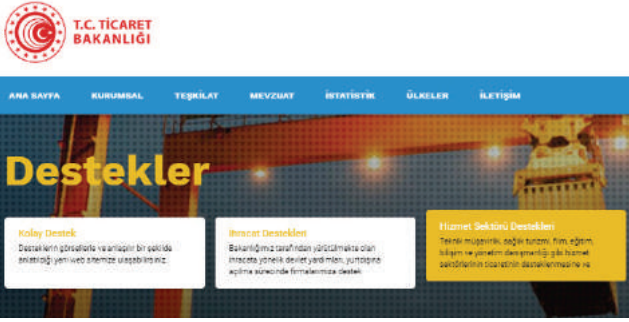 T.C. TİCARET
BAKANLIĞI
ANA SAYFA KURUMSAL TEŞKİLAT MEVZUAT İSTATİSTİK ÜLKELER İLETİŞİM
Destekler
Kolay Destek
Desteklerin görsellerle ve anlaşılır bir şekilde
anlatıldığı yeni web sitemize ulaşabilirsiniz.
İhracat Destekleri
Bakanlığımız tarafından yürütülmekte olan
ihracata yönelik devlet yardımları, yurtdışına
açılma sürecinde firmalarımıza destek
Hizmet Sektörü Destekleri
Teknik müşavirlik, sağlık turizmi, film, eğitim,
bilişim ve yönetim danışmanlığı gibi hizmet
sektörlerinin ticaretinin desteklenmesine ve